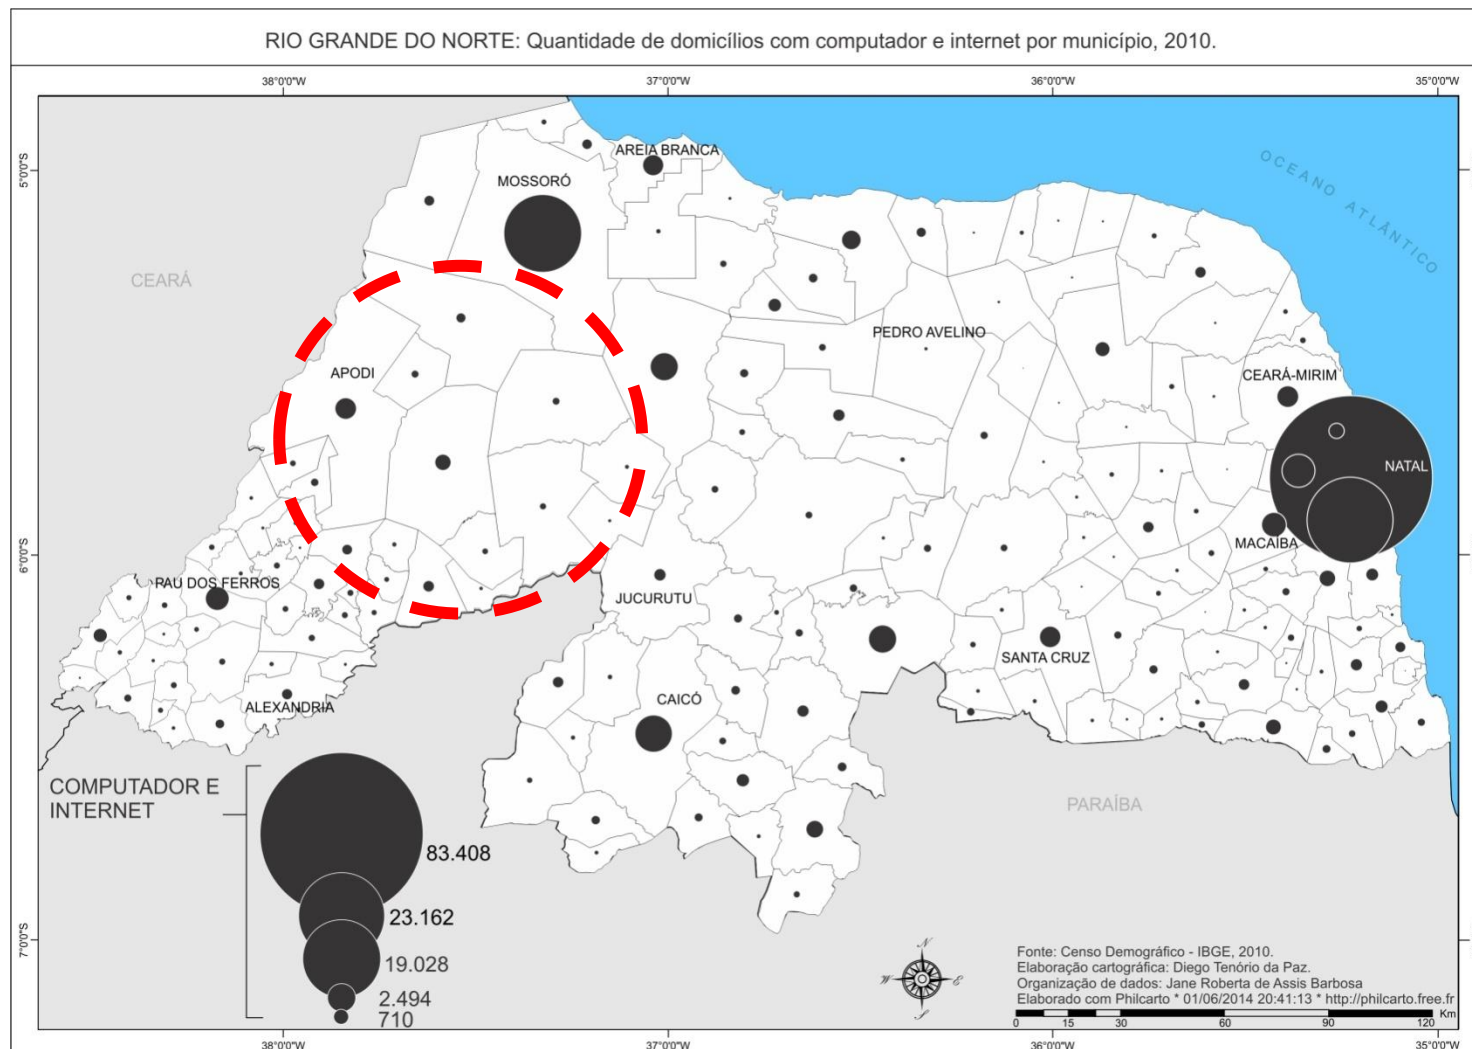 RIO GRANDE DO NORTE: Quantidade de domicílios com computador e internet por município, 2010.
38°0'0"W
37°0'0"W
36°0'0"W
35°0'0"W
5°0'0"S
OCEANO ATLÂNTICO
AREIA BRANCA
MOSSORÓ
CEARÁ
PEDRO AVELINO
APODI
CEARÁ-MIRIM
NATAL
MACAÍBA
6°0'0"S
PAU DOS FERROS
JUCURUTU
SANTA CRUZ
CAICÓ
ALEXANDRIA
COMPUTADOR E
INTERNET
PARAÍBA
83.408
23.162
19.028
2.494
710
7°0'0"S
N
W
E
S
Fonte: Censo Demográfico - IBGE, 2010.
Elaboração cartográfica: Diego Tenório da Paz.
Organização de dados: Jane Roberta de Assis Barbosa
Elaborado com Philcarto * 01/06/2014 20:41:13 * http://philcarto.free.fr
Km
0 15 30 60 90 120
38°0'0"W
37°0'0"W
36°0'0"W
35°0'0"W